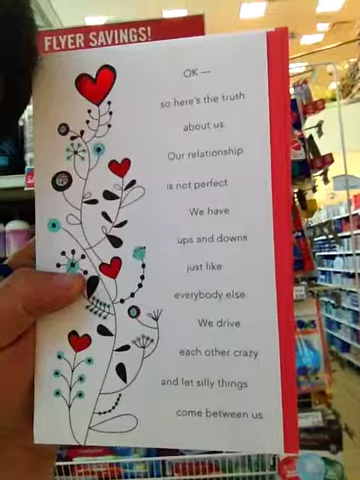 FLYER SAVINGS!
OK —
so here's the truth
about us.
Our relationship
is not perfect.
We have
ups and downs
just like
everybody else.
We drive
each other crazy
and let silly things
come between us